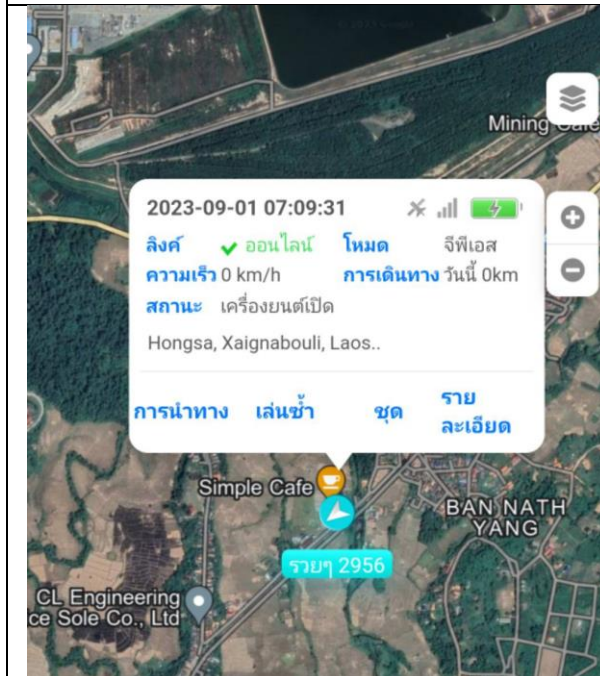 Mining Cafe
2023-09-01 07:09:31
ลิงค์ ออนไลน์ โหมด จีพีเอส
ความเร็ว 0 km/h การเดินทาง วันนี้ 0km
สถานะ เครื่องยนต์เปิด
Hongsa, Xaignabouli, Laos..
การนำทาง เล่นซ้ำ ชุด ราย
ละเอียด
Simple Cafe
BAN NATH
YANG
รวยๆ 2956
CL Engineering
ce Sole Co., Ltd